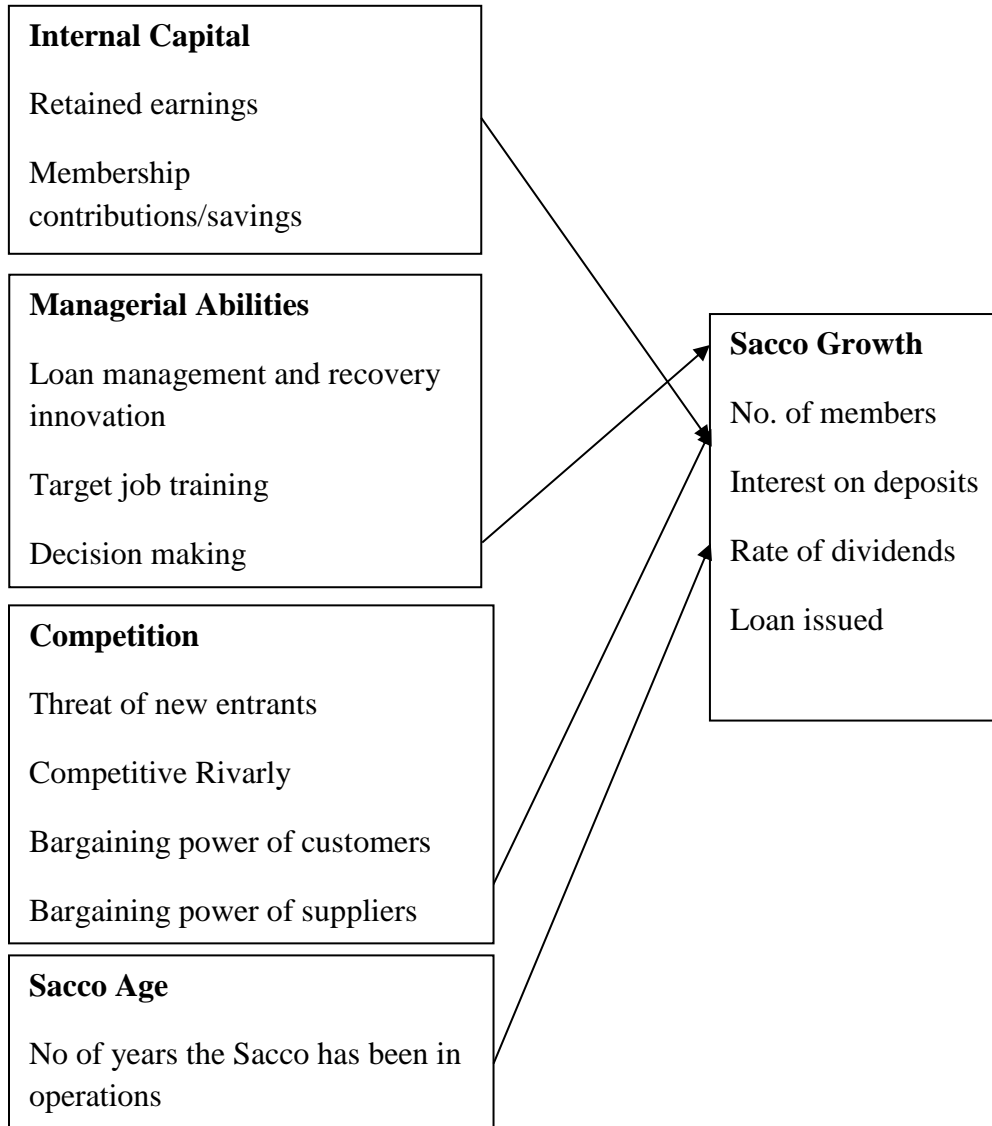 Internal Capital
Retained earnings
Membership
contributions/savings
Managerial Abilities
Loan management and recovery
innovation
Target job training
Decision making
Competition
Threat of new entrants
Competitive Rivarly
Bargaining power of customers
Bargaining power of suppliers
Sacco Age
No of years the Sacco has been in
operations
Sacco Growth
No. of members
Interest on deposits
Rate of dividends
Loan issued